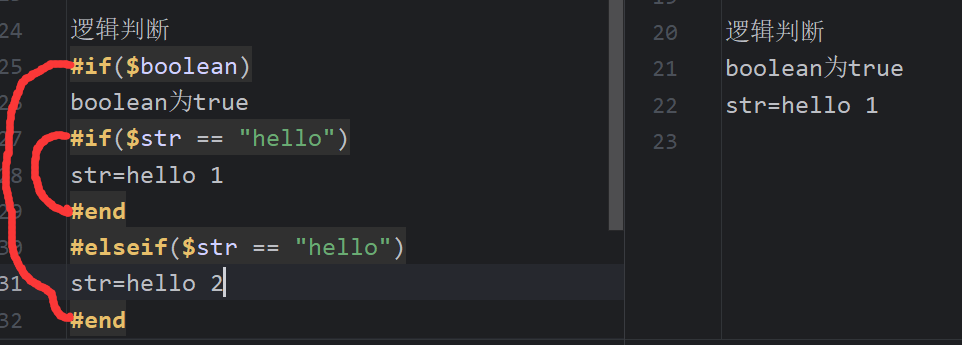 24 逻辑判断
25 #if($boolean)
boolean为true
27 #if($str == "hello")
28 str=hello 1
29 #end
30 #elseif($str == "hello")
31 str=hello 2
32 #end
20 逻辑判断
21 boolean为true
22 str=hello 1
23